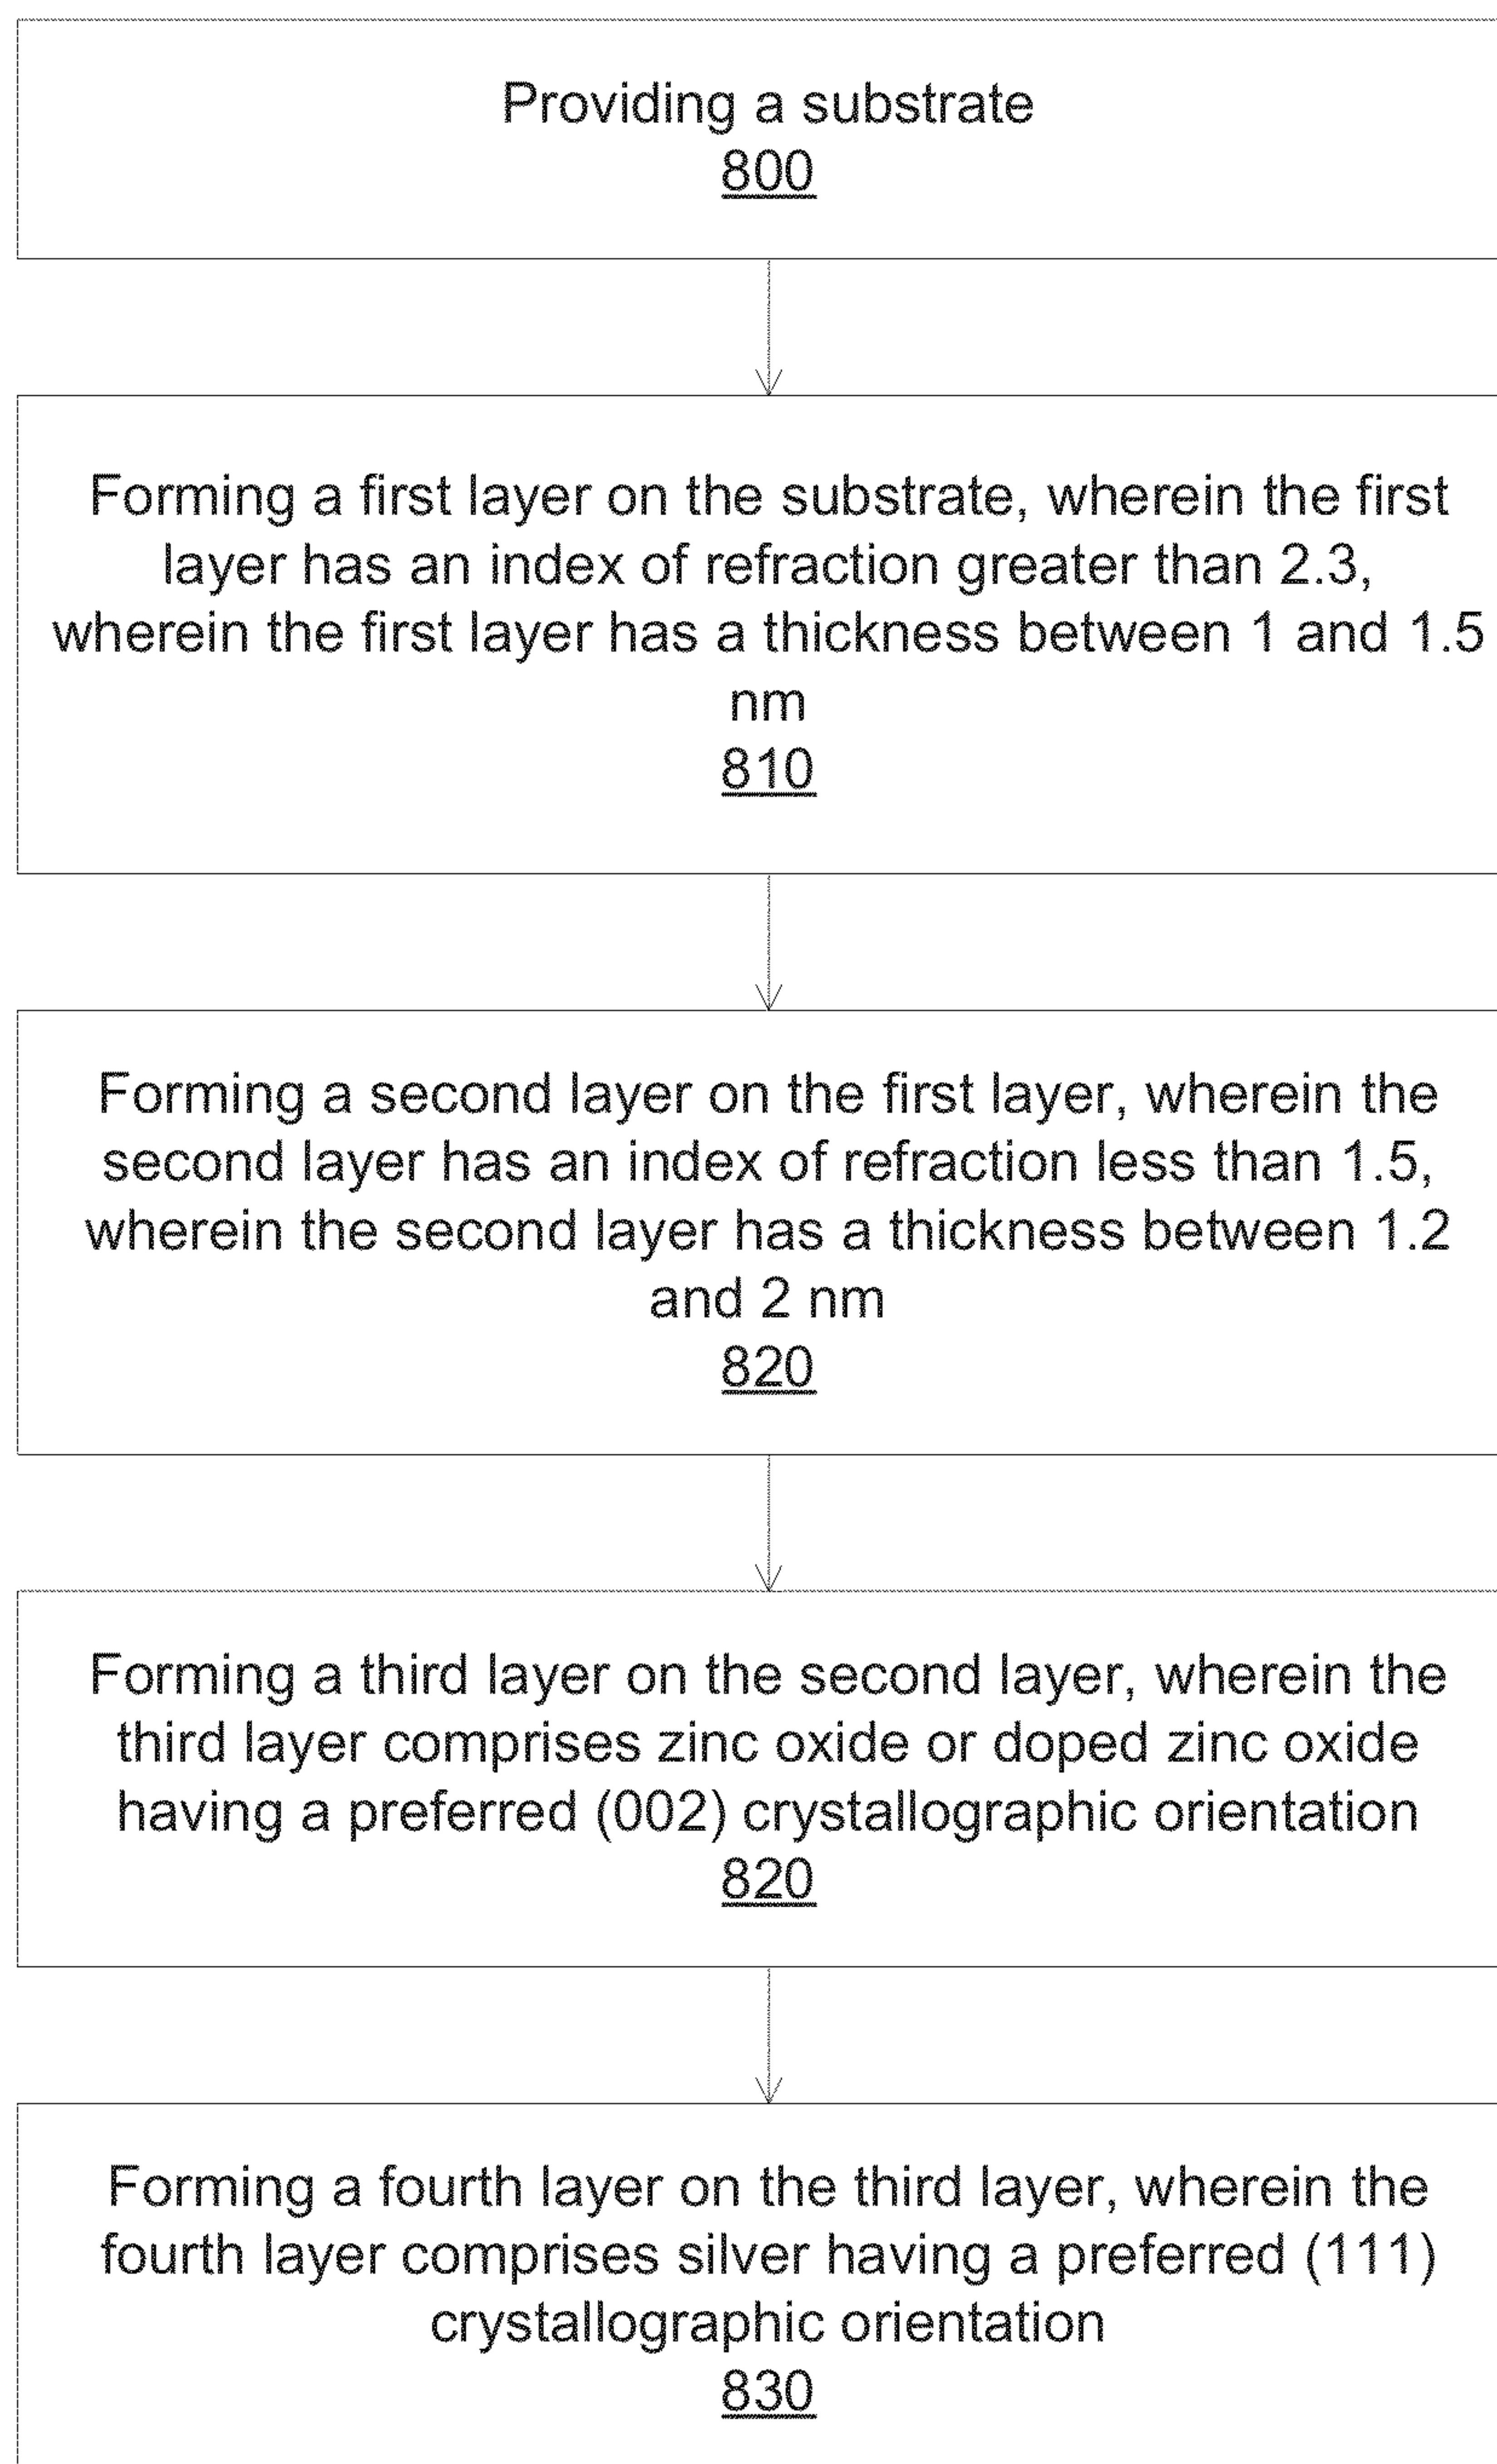 Providing a substrate
800
Forming a first layer on the substrate, wherein the first
layer has an index of refraction greater than 2.3,
wherein the first layer has a thickness between 1 and 1.5
nm
810
Forming a second layer on the first layer, wherein the
second layer has an index of refraction less than 1.5,
wherein the second layer has a thickness between 1.2
and 2 nm
820
Forming a third layer on the second layer, wherein the
third layer comprises zinc oxide or doped zinc oxide
having a preferred (002) crystallographic orientation
820
Forming a fourth layer on the third layer, wherein the
fourth layer comprises silver having a preferred (111)
crystallographic orientation
830